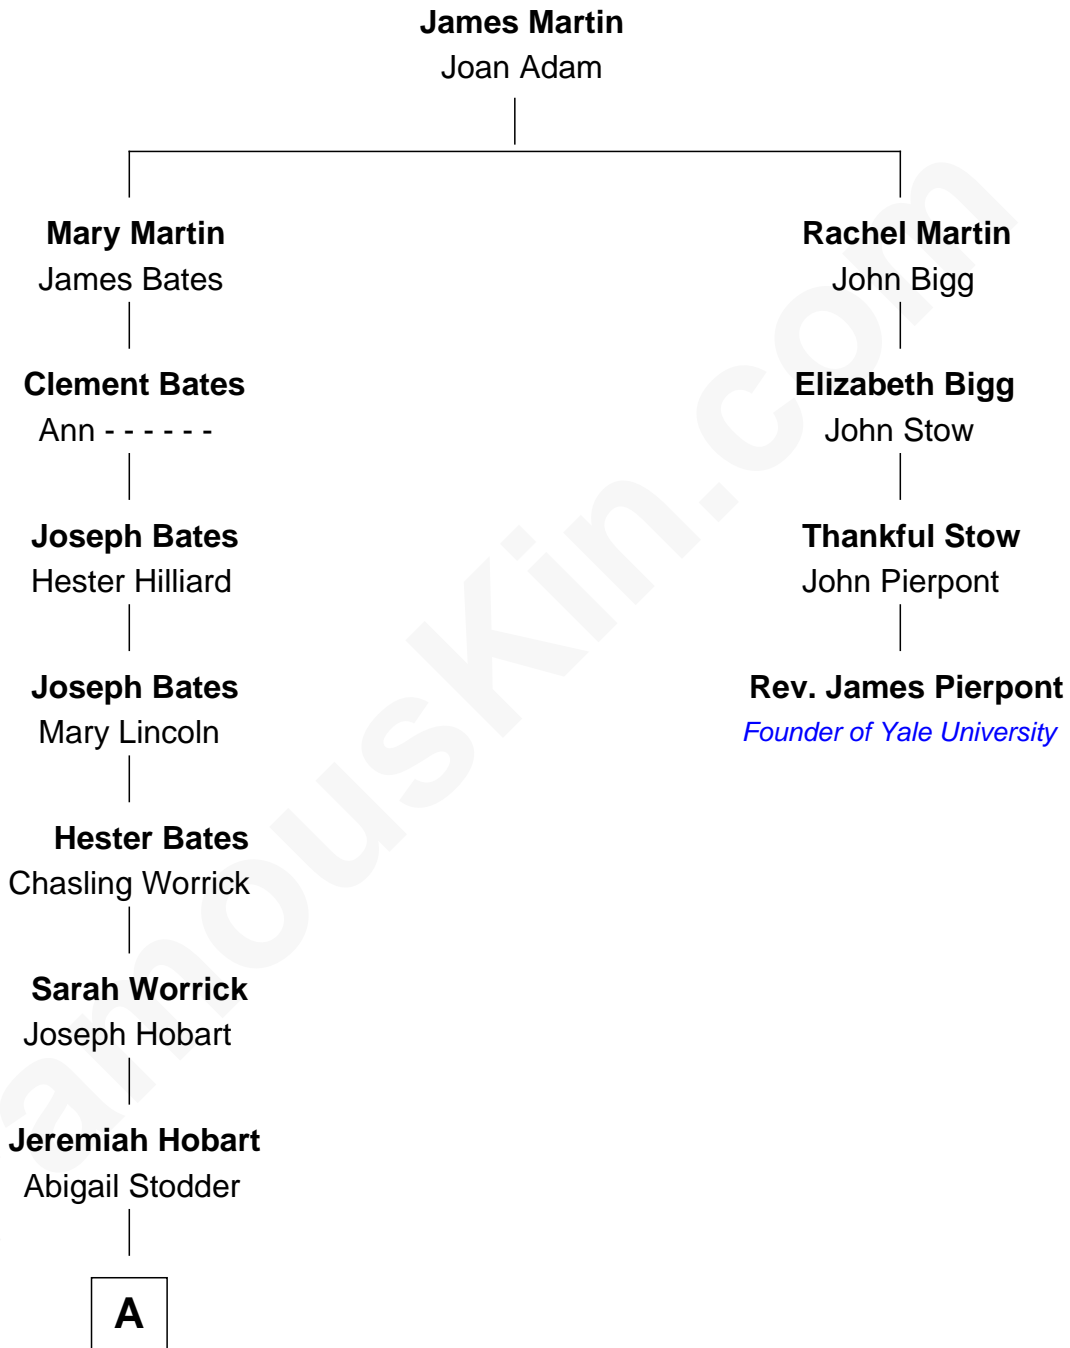 James Martin
Joan Adam
Mary Martin
James Bates
Rachel Martin
John Bigg
Clement Bates
Ann - - - - - -
Elizabeth Bigg
John Stow
Joseph Bates
Hester Hilliard
Thankful Stow
John Pierpont
Joseph Bates
Mary Lincoln
Rev. James Pierpont
Founder of Yale University
Hester Bates
Chasling Worrick
Sarah Worrick
Joseph Hobart
Jeremiah Hobart
Abigail Stodder
A
amouskin.com